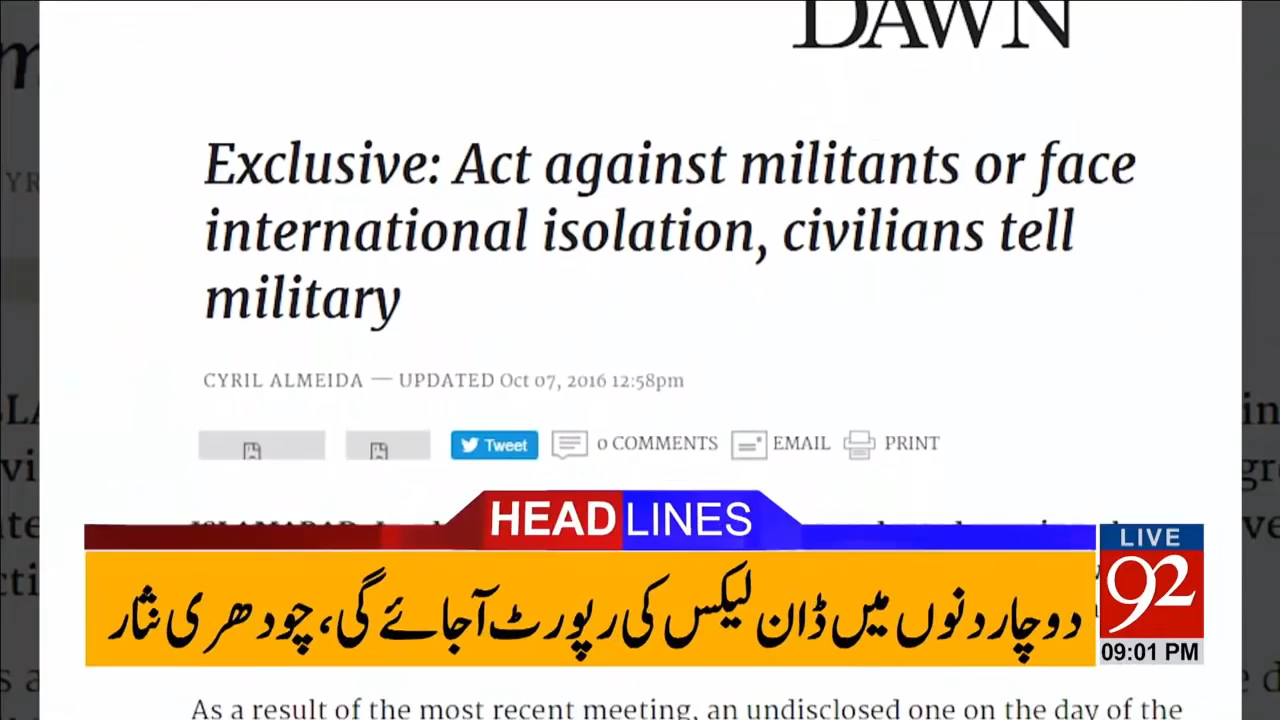 DAWN
Exclusive: Act against militants or face
international isolation, civilians tell
military
CYRIL ALMEIDA — UPDATED Oct 07, 2016 12:58pm
Tweet
0 COMMENTS
EMAIL
PRINT
HEADLINES
LIVE
92
09:01 PM
دو چار دنوں میں ڈان لیکس کی رپورٹ آجائے گی، چودھری نثار
As a result of the most recent meeting, an undisclosed one on the day of the